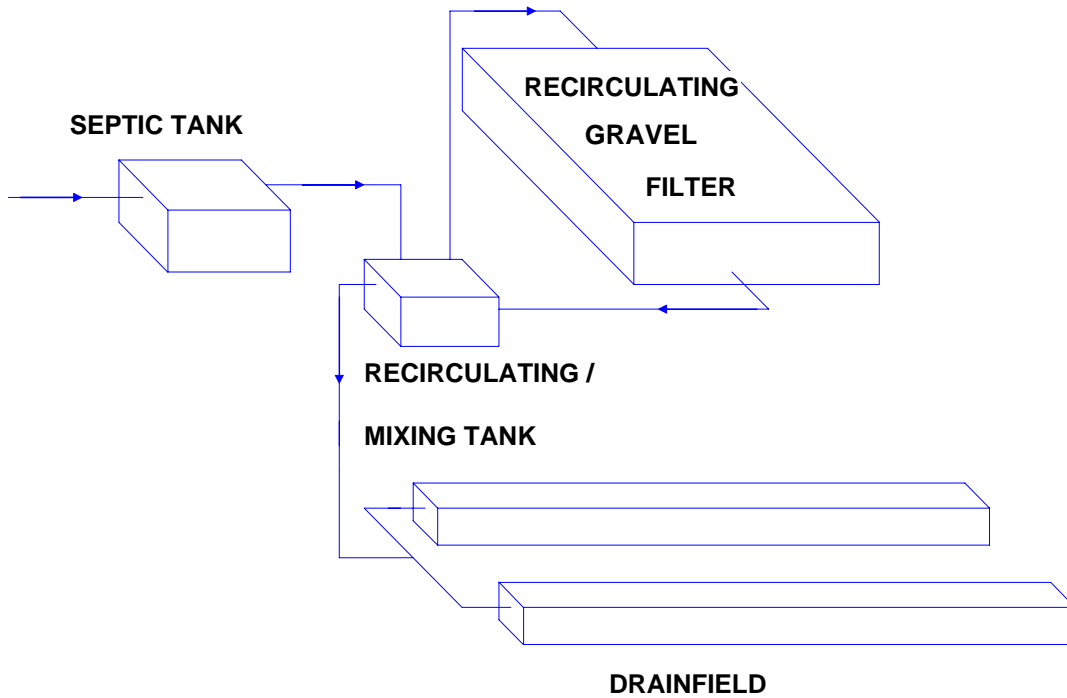 RECIRCULATING
GRAVEL
FILTER
SEPTIC TANK
RECIRCULATING /
MIXING TANK
DRAINFIELD